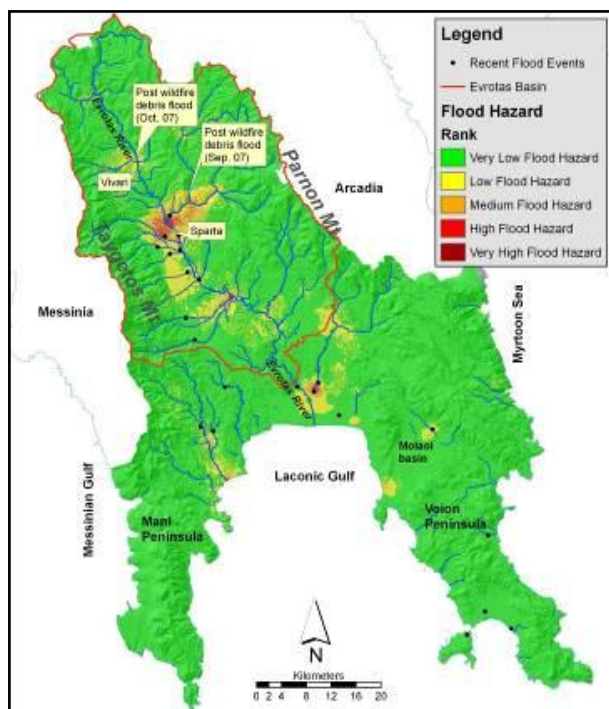 Legend
Recent Flood Events
Evrotas Basin
Flood Hazard
Rank
Very Low Flood Hazard
Low Flood Hazard
Medium Flood Hazard
High Flood Hazard
Very High Flood Hazard
Post wildfire
debris flood
(Oct. 07)
Evrotas River
Post wildfire
debris flood
(Sep. 07)
Parnon Mt.
Arcadia
Vivari
Sparta
Taygetos Mt.
Messinia
Myrtoon Sea
Evrotas River
Molaoi
basin
Laconic Gulf
Messinian Gulf
Mani
Peninsula
Voion
Peninsula
N
Kilometers
0 2 4 8 12 16 20